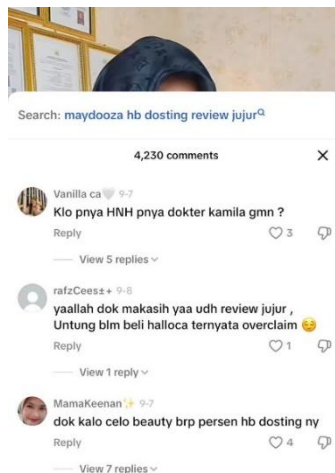 Search: maydooza hb dosting review jujur
4,230 comments
Vanilla ca🤍 9-7
Klo pnya HNH pnya dokter kamila gmn ?
Reply 3
View 5 replies
rafzCees±+ 9-8
yaallah dok makasih yaa udh review jujur ,
Untung blm beli halloca ternyata overclaim 😌
Reply 1
View 1 reply
MamaKeenan✨ 9-7
dok kalo celo beauty brp persen hb dosting ny
Reply 4
View 7 replies